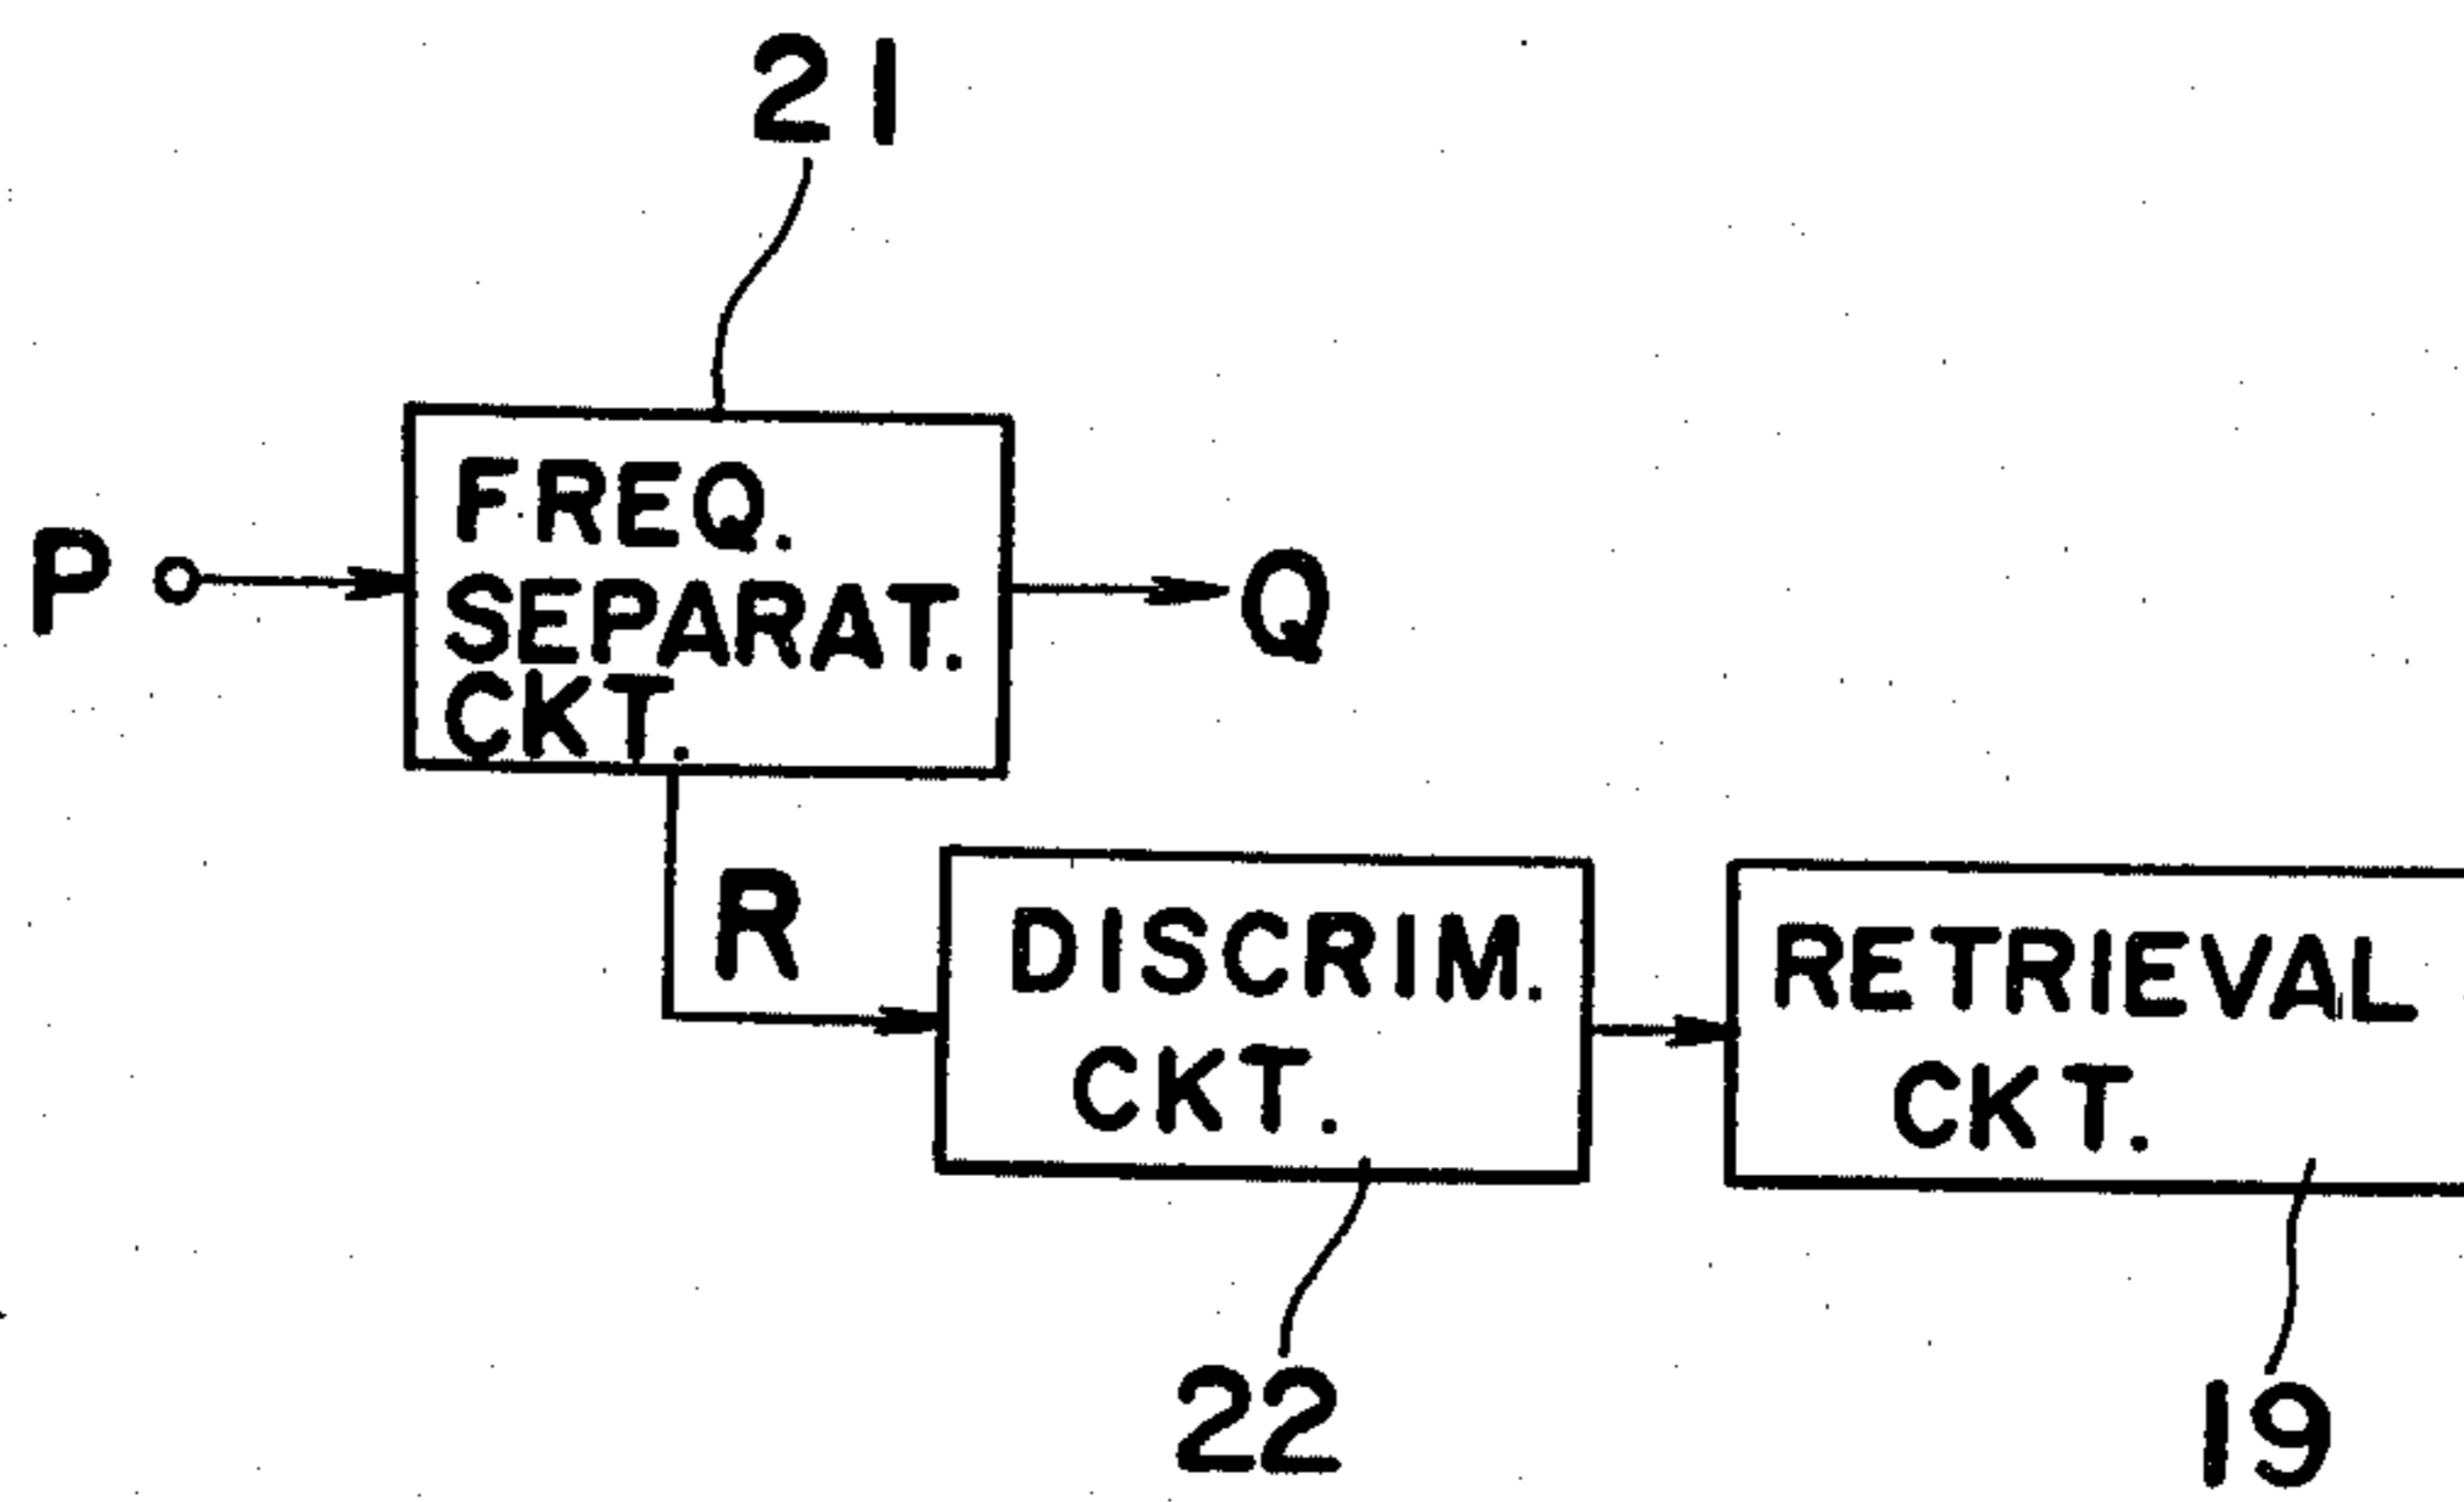 21
FREQ.
SEPARAT.
CKT.
P
Q
R
DISCRIM.
CKT.
RETRIEVAL
CKT.
22
19